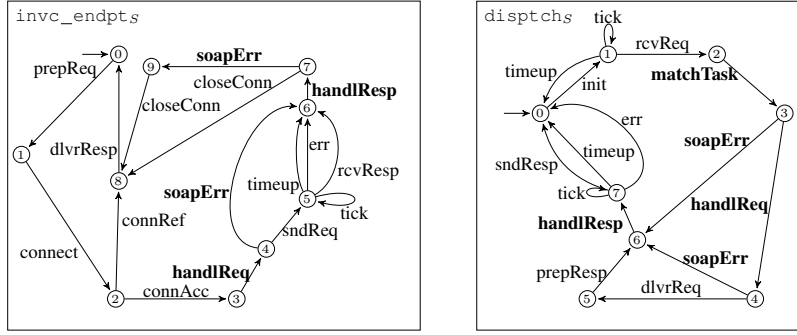 invc_endptS
0
9
soapErr
7
prepReq
closeConn
handlResp
closeConn
6
dlvrResp
err
1
8
soapErr
rcvResp
timeup
5
connRef
tick
connect
sndReq
4
handlReq
2
connAcc
3
disptchS
tick
1
rcvReq
2
timeup
matchTask
init
0
3
err
soapErr
sndResp
timeup
tick
7
handlReq
handlResp
6
soapErr
prepResp
dlvrReq
5
4